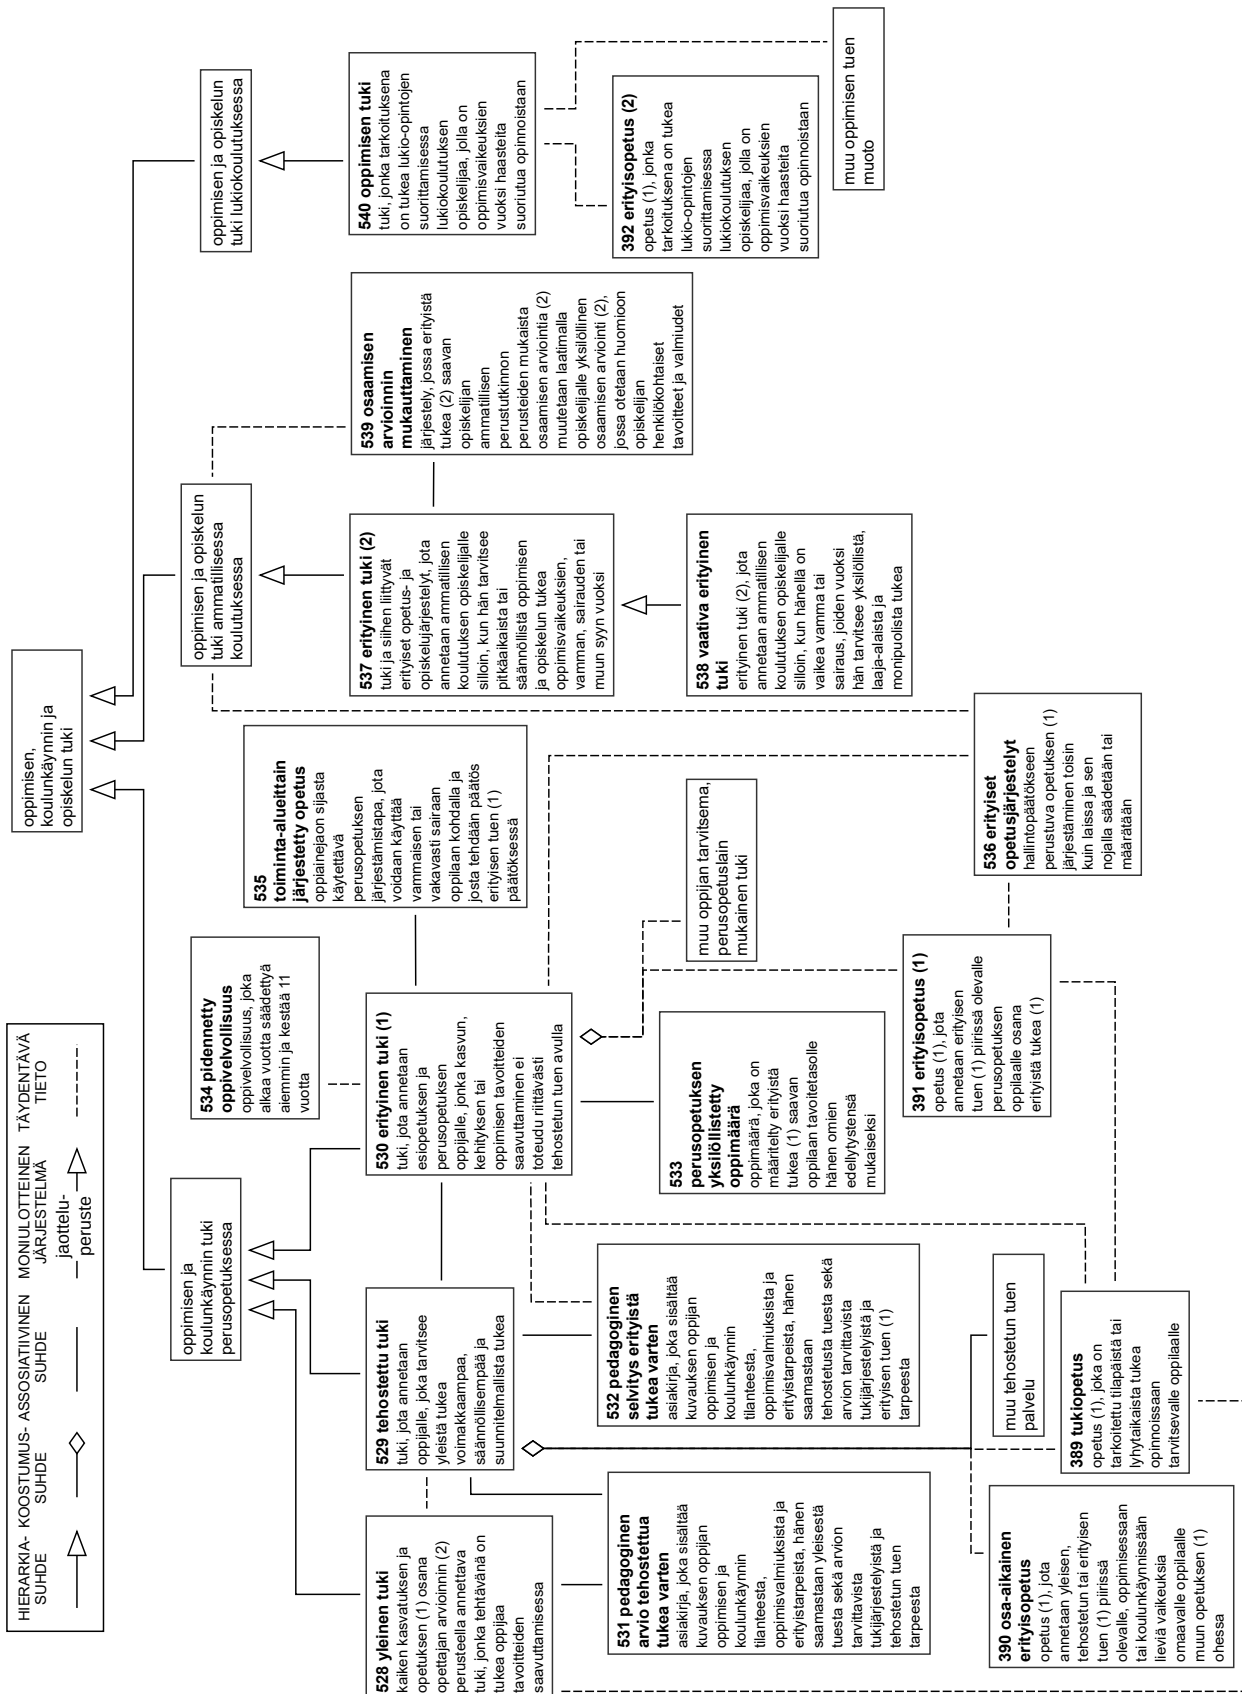 HIERARKIA-
SUHDE
KOOSTUMUS-
SUHDE
ASSOSIATIIVINEN
SUHDE
MONIULOTTEINEN
JÄRJESTELMÄ
jaottelu-
peruste
TÄYDENTÄVÄ
TIETO
oppimisen,
koulunkäynnin ja
opiskelun tuki
oppimisen ja
koulunkäynnin tuki
perusopetuksessa
oppimisen ja opiskelun
tuki ammatillisessa
koulutuksessa
oppimisen ja opiskelun
tuki lukiokoulutuksessa
528 yleinen tuki
kaiken kasvatuksen ja
opetuksen (1) osana
opettajan arvioinnin (2)
perusteella annettava
tuki, jonka tehtävänä on
tukea oppijaa
tavoitteiden
saavuttamisessa
529 tehostettu tuki
tuki, jota annetaan
oppijalle, joka tarvitsee
yleistä tukea
voimakkaampaa,
säännöllisempää ja
suunnitelmallista tukea
530 erityinen tuki (1)
tuki, jota annetaan
esiopetuksen ja
perusopetuksen
oppijalle, jonka kasvun,
kehityksen tai
oppimisen tavoitteiden
saavuttaminen ei
toteudu riittävästi
tehostetun tuen avulla
534 pidennetty
oppivelvollisuus
oppivelvollisuus, joka
alkaa vuotta säädettyä
aiemmin ja kestää 11
vuotta
535
toiminta-alueittain
järjestetty opetus
oppiainejaon sijasta
käytettävä
perusopetuksen
järjestämistapa, jota
voidaan käyttää
vammaisen tai
vakavasti sairaan
oppilaan kohdalla ja
josta tehdään päätös
erityisen tuen (1)
päätöksessä
537 erityinen tuki (2)
tuki ja siihen liittyvät
erityiset opetus- ja
opiskelujärjestelyt, jota
annetaan ammatillisen
koulutuksen opiskelijalle
silloin, kun hän tarvitsee
pitkäaikaista tai
säännöllistä oppimisen
ja opiskelun tukea
oppimisvaikeuksien,
vamman, sairauden tai
muun syyn vuoksi
539 osaamisen
arvioinnin
mukauttaminen
järjestely, jossa erityistä
tukea (2) saavan
opiskelijan
ammatillisen
perustutkinnon
perusteiden mukaista
osaamisen arviointia (2)
muutetaan laatimalla
opiskelijalle yksilöllinen
osaamisen arviointi (2),
jossa otetaan huomioon
opiskelijan
henkilökohtaiset
tavoitteet ja valmiudet
540 oppimisen tuki
tuki, jonka tarkoituksena
on tukea lukio-opintojen
suorittamisessa
lukiokoulutuksen
opiskelijaa, jolla on
oppimisvaikeuksien
vuoksi haasteita
suoriutua opinnoistaan
531 pedagoginen
arvio tehostettua
tukea varten
asiakirja, joka sisältää
kuvauksen oppijan
oppimisen ja
koulunkäynnin
tilanteesta,
oppimisvalmiuksista ja
erityistarpeista, hänen
saamastaan yleisestä
tuesta sekä arvion
tarvittavista
tukijärjestelyistä ja
tehostetun tuen
tarpeesta
532 pedagoginen
selvitys erityistä
tukea varten
asiakirja, joka sisältää
kuvauksen oppijan
oppimisen ja
koulunkäynnin
tilanteesta,
oppimisvalmiuksista ja
erityistarpeista, hänen
saamastaan
tehostetusta tuesta sekä
arvion tarvittavista
tukijärjestelyistä ja
erityisen tuen (1)
tarpeesta
533
perusopetuksen
yksilöllistetty
oppimäärä
oppimäärä, joka on
määritelty erityistä
tukea (1) saavan
oppilaan tavoitetasolle
hänen omien
edellytystensä
mukaiseksi
muu oppijan tarvitsema,
perusopetuslain
mukainen tuki
538 vaativa erityinen
tuki
erityinen tuki (2), jota
annetaan ammatillisen
koulutuksen opiskelijalle
silloin, kun hänellä on
vaikea vamma tai
sairaus, joiden vuoksi
hän tarvitsee yksilöllistä,
laaja-alaista ja
monipuolista tukea
392 erityisopetus (2)
opetus (1), jonka
tarkoituksena on tukea
lukio-opintojen
suorittamisessa
lukiokoulutuksen
opiskelijaa, jolla on
oppimisvaikeuksien
vuoksi haasteita
suoriutua opinnoistaan
muu oppimisen tuen
muoto
391 erityisopetus (1)
opetus (1), jota
annetaan erityisen
tuen (1) piirissä olevalle
perusopetuksen
oppilaalle osana
erityistä tukea (1)
536 erityiset
opetusjärjestelyt
hallintopäätökseen
perustuva opetuksen (1)
järjestäminen toisin
kuin laissa ja sen
nojalla säädetään tai
määrätään
390 osa-aikainen
erityisopetus
opetus (1), jota
annetaan yleisen,
tehostetun tai erityisen
tuen (1) piirissä
olevalle, oppimisessaan
tai koulunkäynnissään
lieviä vaikeuksia
omaavalle oppilaalle
muun opetuksen (1)
ohessa
389 tukiopetus
opetus (1), joka on
tarkoitettu tilapäistä tai
lyhytaikaista tukea
opinnoissaan
tarvitsevalle oppilaalle
muu tehostetun tuen
palvelu